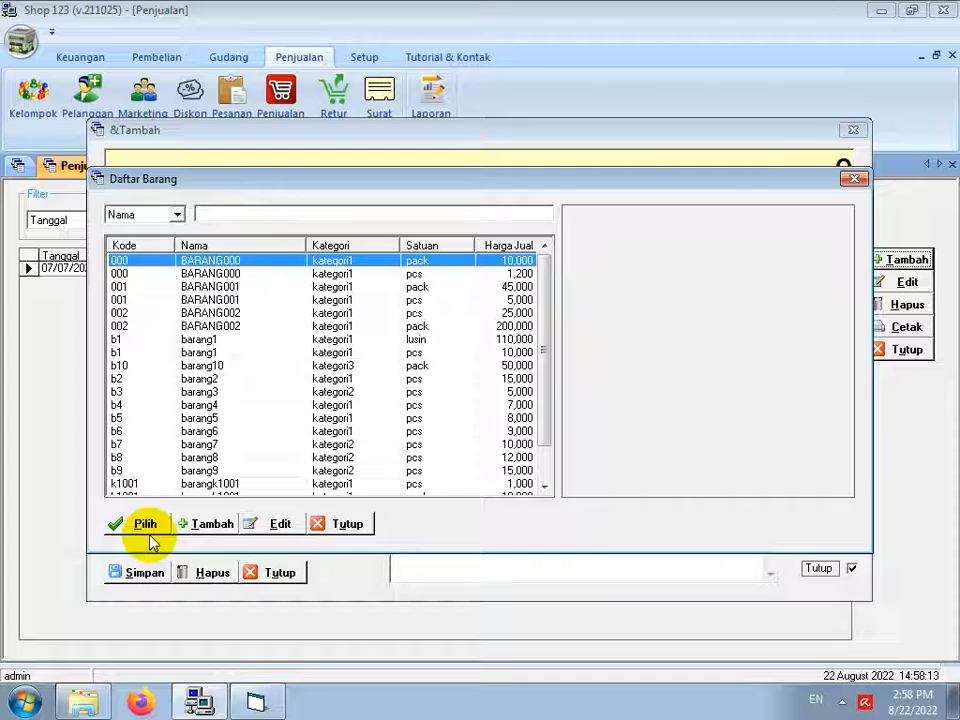 Shop 123 (v.211025) - [Penjualan]
Keuangan Pembelian Gudang Penjualan Setup Tutorial & Kontak
Kelompok Pelanggan Marketing Diskon Pesanan Penjualan Retur Surat Laporan
&Tambah
Penju
Daftar Barang
Filter
Nama
Tanggal
Kode Nama Kategori Satuan Harga Jual
Tanggal
000 BARANG000 kategori1 pack 10,000
Tambah
07/07/202
000 BARANG000 kategori1 pcs 1,200
001 BARANG001 kategori1 pack 45,000
Edit
001 BARANG001 kategori1 pcs 5,000
Hapus
002 BARANG002 kategori1 pcs 25,000
002 BARANG002 kategori1 pack 200,000
Cetak
b1 barang1 kategori1 lusin 110,000
b1 barang1 kategori1 pcs 10,000
Tutup
b10 barang10 kategori3 pack 50,000
b2 barang2 kategori1 pcs 15,000
b3 barang3 kategori2 pcs 5,000
b4 barang4 kategori1 pcs 7,000
b5 barang5 kategori1 pcs 8,000
b6 barang6 kategori1 pcs 9,000
b7 barang7 kategori2 pcs 10,000
b8 barang8 kategori2 pcs 12,000
b9 barang9 kategori2 pcs 15,000
k1001 barangk1001 kategori1 pcs 1,000
Pilih Tambah Edit Tutup
Simpan Hapus Tutup Tutup
admin 22 August 2022 14:58:13
EN 2:58 PM
8/22/2022